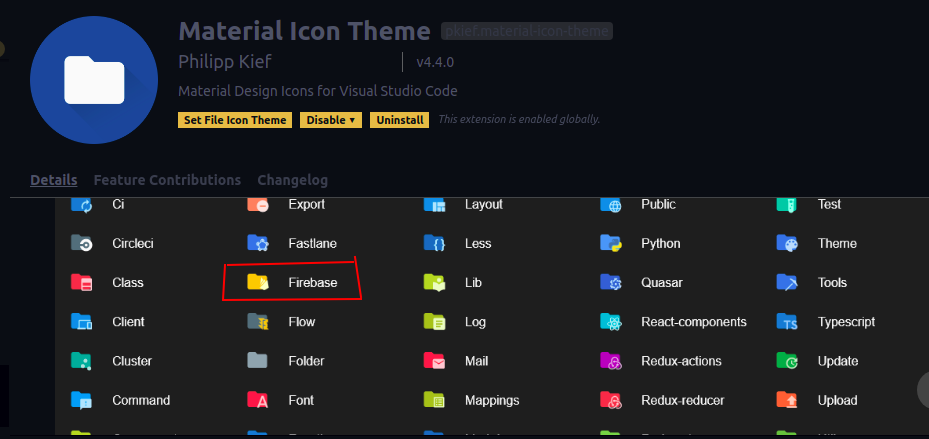 Material Icon Theme pkief.material-icon-theme
Philipp Kief v4.4.0
Material Design Icons for Visual Studio Code
Set File Icon Theme Disable Uninstall This extension is enabled globally.
Details Feature Contributions Changelog
Ci Export Layout Public Test
Circleci Fastlane Less Python Theme
Class Firebase Lib Quasar Tools
Client Flow Log React-components Typescript
TS
Cluster Folder Mail Redux-actions Update
Command Font Mappings Redux-reducer Upload